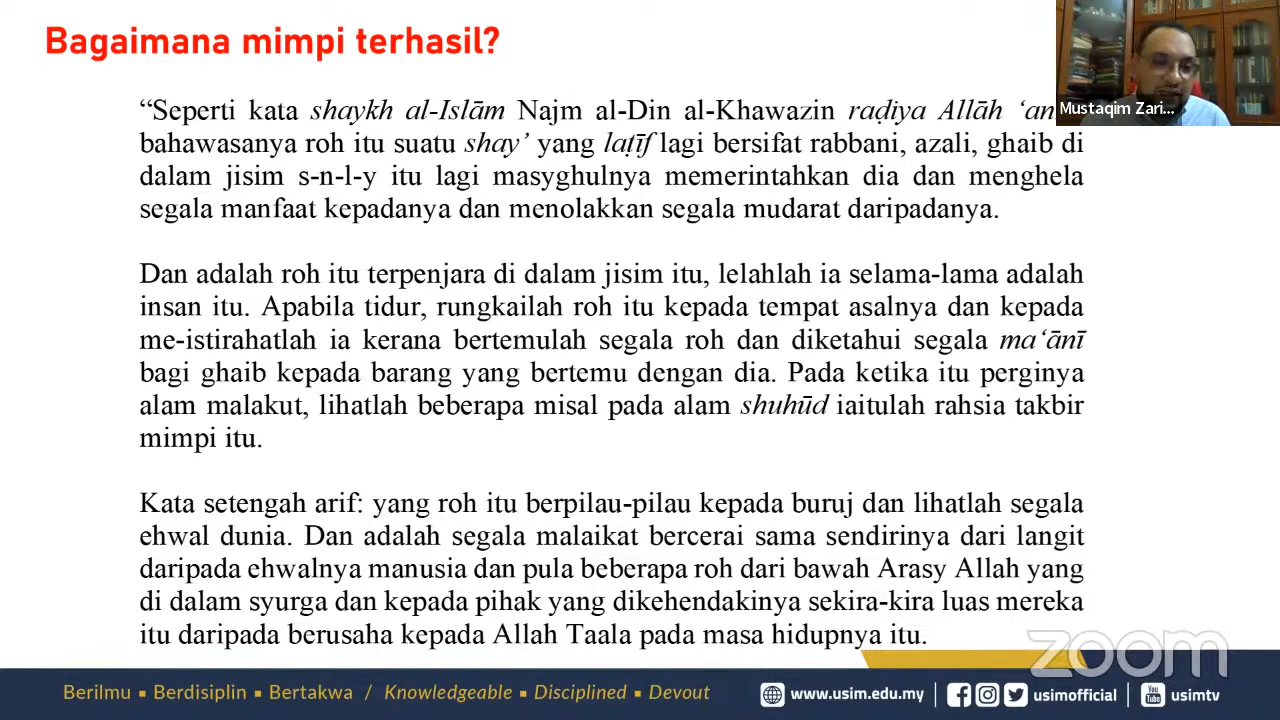 Bagaimana mimpi terhasil?
Mustaqim Zari...
“Seperti kata shaykh al-Islām Najm al-Din al-Khawazin raḍiya Allāh
bahawasanya roh itu suatu shay’ yang laṭīf lagi bersifat rabbani, azali, ghaib di
dalam jisim s-n-l-y itu lagi masyghulnya memerintahkan dia dan menghela
segala manfaat kepadanya dan menolakkan segala mudarat daripadanya.
Dan adalah roh itu terpenjara di dalam jisim itu, lelahlah ia selama-lama adalah
insan itu. Apabila tidur, rungkailah roh itu kepada tempat asalnya dan kepada
me-istirahatlah ia kerana bertemulah segala roh dan diketahui segala ma‘ānī
bagi ghaib kepada barang yang bertemu dengan dia. Pada ketika itu perginya
alam malakut, lihatlah beberapa misal pada alam shuhūd iaitulah rahsia takbir
mimpi itu.
Kata setengah arif: yang roh itu berpilau-pilau kepada buruj dan lihatlah segala
ehwal dunia. Dan adalah segala malaikat bercerai sama sendirinya dari langit
daripada ehwalnya manusia dan pula beberapa roh dari bawah Arasy Allah yang
di dalam syurga dan kepada pihak yang dikehendakinya sekira-kira luas mereka
itu daripada berusaha kepada Allah Taala pada masa hidupnya itu.
zoom
Berilmu ▪ Berdisiplin ▪ Bertakwa / Knowledgeable ▪ Disciplined ▪ Devout
www.usim.edu.my | usimofficial | You Tube usimtv